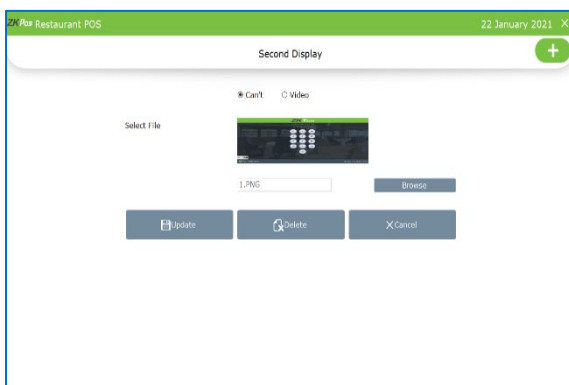 ZKPos Restaurant POS 22 January 2021 X
Second Display
+
Can't Video
Select File
1.PNG Browse
Update Delete Cancel